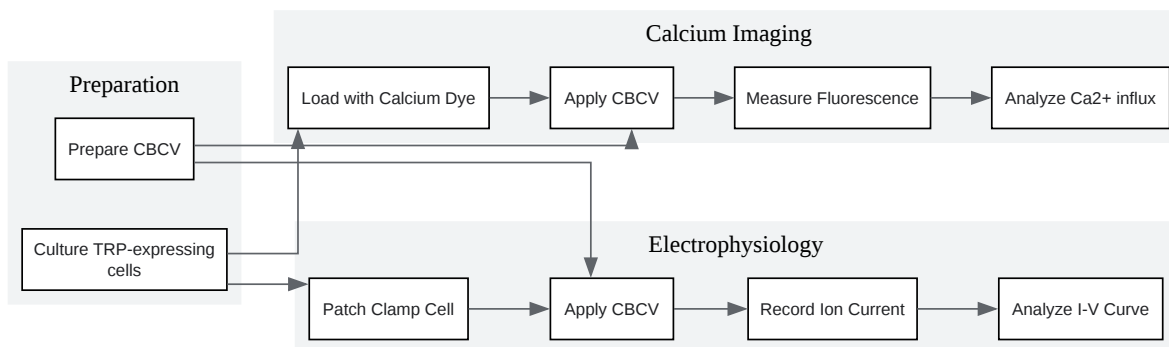 Preparation
Prepare CBCV
Culture TRP-expressing
cells
Calcium Imaging
Load with Calcium Dye
Apply CBCV
Measure Fluorescence
Analyze Ca2+ influx
Electrophysiology
Patch Clamp Cell
Apply CBCV
Record Ion Current
Analyze I-V Curve